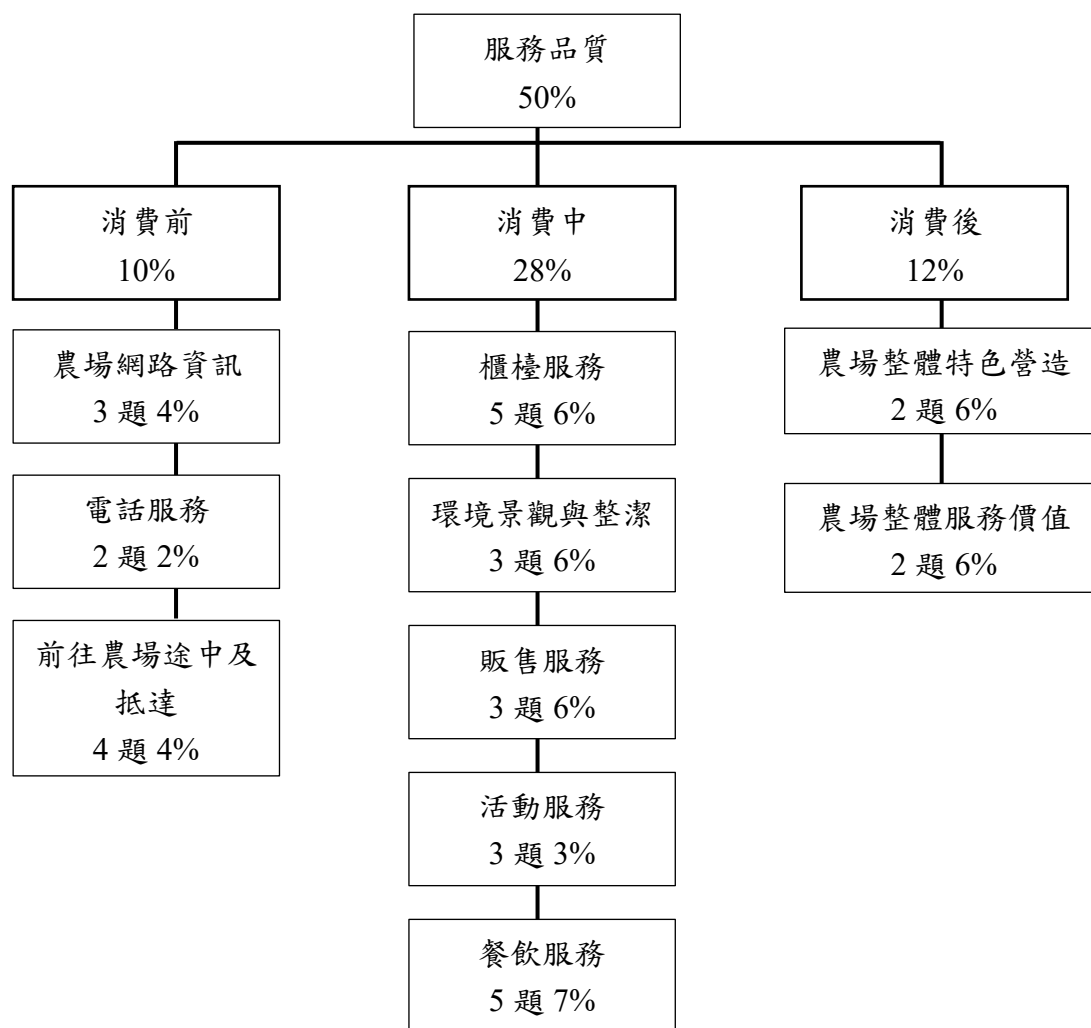 服務品質
50%
消費前
10%
農場網路資訊
3 題 4%
電話服務
2 題 2%
前往農場途中及
抵達
4 題 4%
消費中
28%
櫃檯服務
5 題 6%
環境景觀與整潔
3 題 6%
販售服務
3 題 6%
活動服務
3 題 3%
餐飲服務
5 題 7%
消費後
12%
農場整體特色營造
2 題 6%
農場整體服務價值
2 題 6%